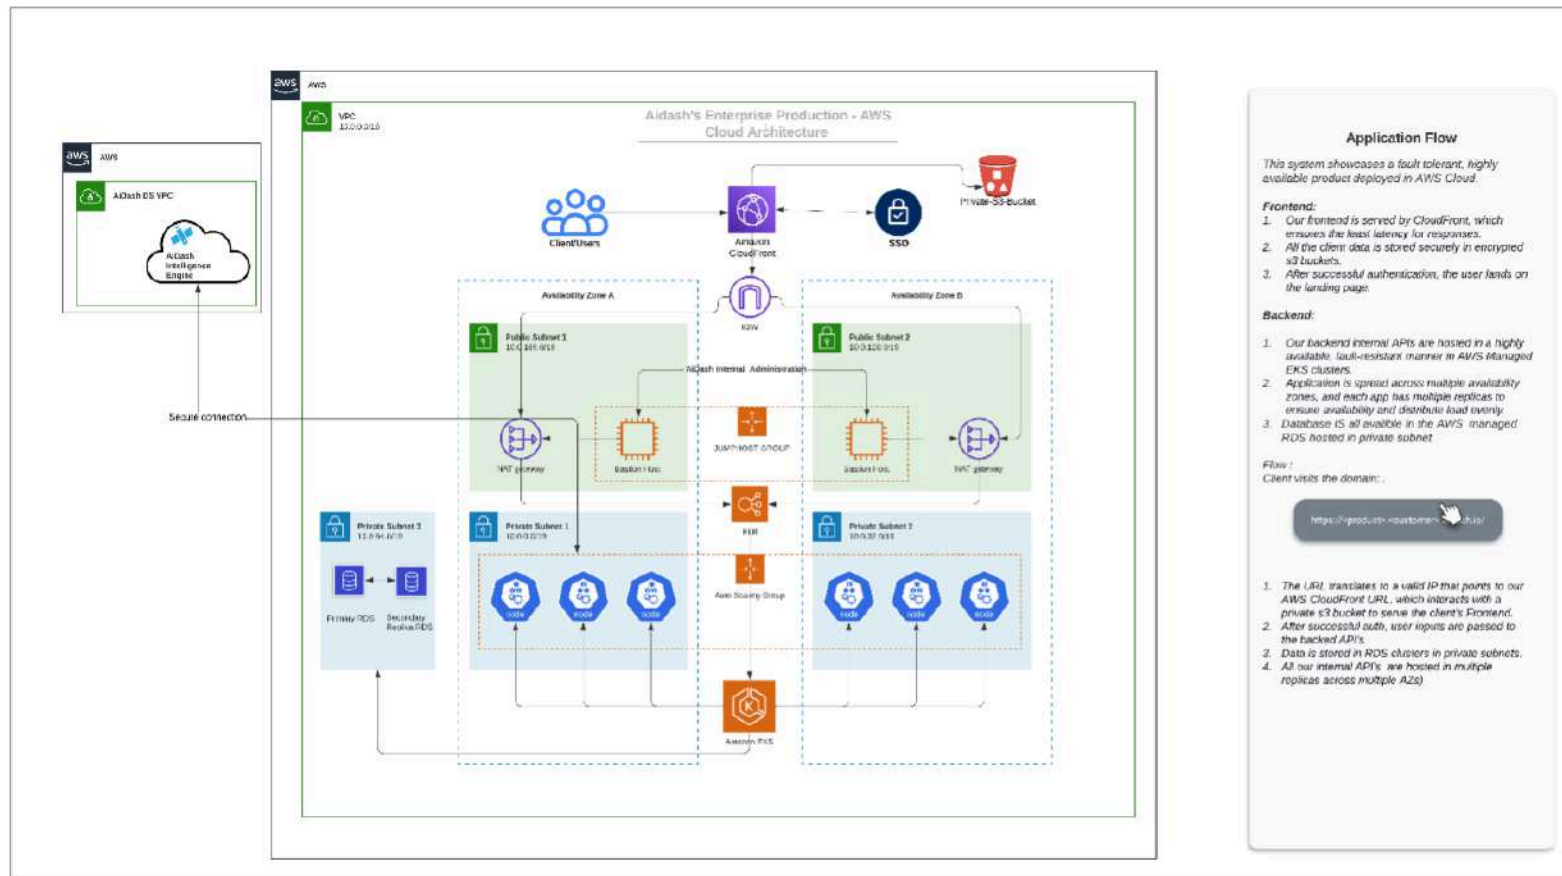 aws AWS
VPC
Aidash's Enterprise Production - AWS
Cloud Architecture
aws AWS
AiDash DS VPC
AiDash
Intelligence
Engine
Client/Users
Amazon
CloudFront
SSO
Private-S3-Bucket
Availability Zone A
Availability Zone B
IGW
Public Subnet 1
Public Subnet 2
AiDash Internal Administration
Secure connection
NAT gateway
Bastion Host
JUMPHOST GROUP
Bastion Host
NAT gateway
Private Subnet 3
Private Subnet 1
Private Subnet 2
Auto Scaling Group
node
node
node
node
node
node
Primary RDS
Secondary
Replica RDS
Amazon EKS
Application Flow
This system showcases a fault tolerant, highly
available product deployed in AWS Cloud.
Frontend:
1. Our frontend is served by CloudFront, which
ensures the least latency for responses.
2. All the client data is stored securely in encrypted
s3 buckets.
3. After successful authentication, the user lands on
the landing page.
Backend:
1. Our backend internal APIs are hosted in a highly
available, fault-resistant manner in AWS Managed
EKS clusters.
2. Application is spread across multiple availability
zones, and each app has multiple replicas to
ensure availability and distribute load evenly
3. Database IS all availble in the AWS managed
RDS hosted in private subnet
Flow :
Client visits the domain: .
1. The URL translates to a valid IP that points to our
AWS CloudFront URL, which interacts with a
private s3 bucket to serve the client's Frontend.
2. After successful auth, user inputs are passed to
the backed API's
3. Data is stored in RDS clusters in private subnets.
4. All our internal API's are hosted in multiple
replicas across multiple AZs)